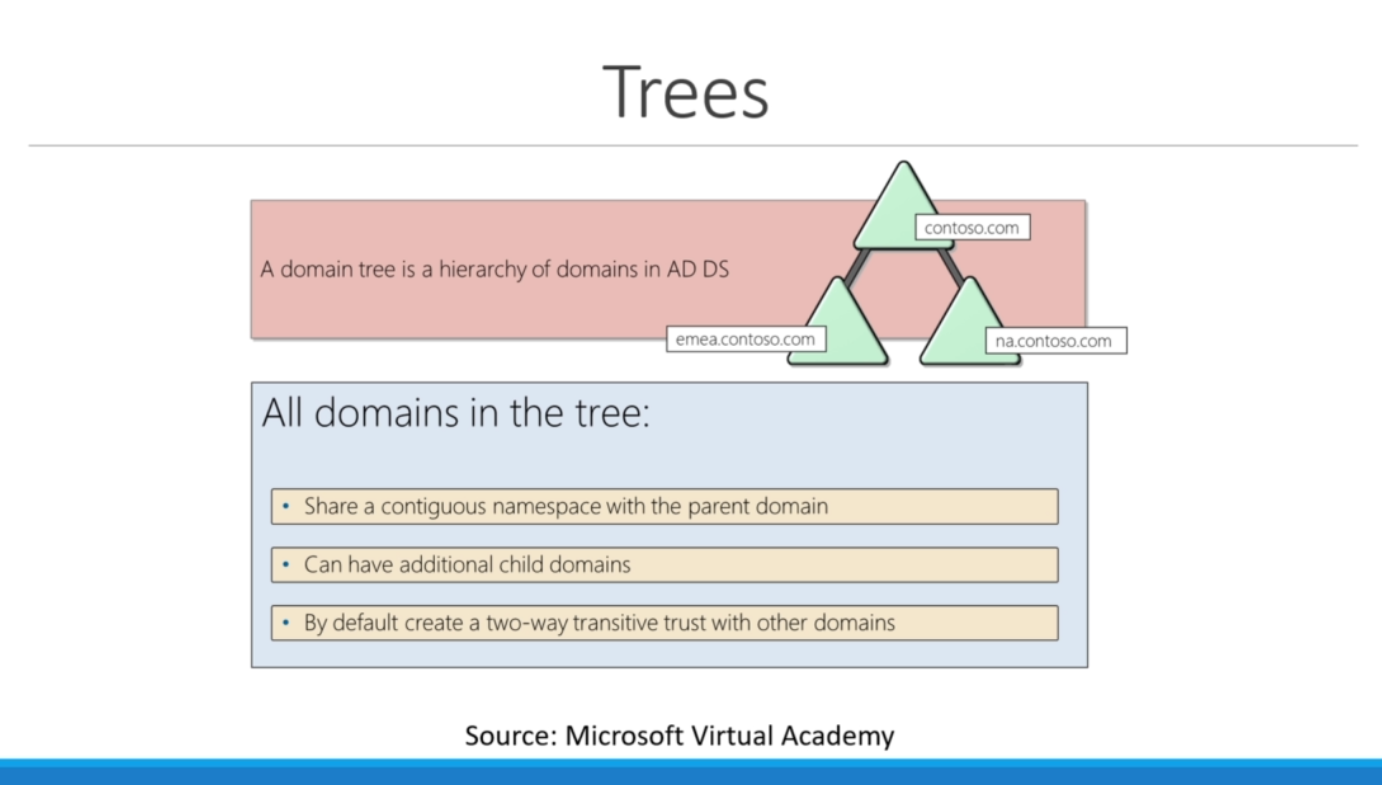 Trees
contoso.com
A domain tree is a hierarchy of domains in AD DS
emea.contoso.com
na.contoso.com
All domains in the tree:
• Share a contiguous namespace with the parent domain
• Can have additional child domains
• By default create a two-way transitive trust with other domains
Source: Microsoft Virtual Academy